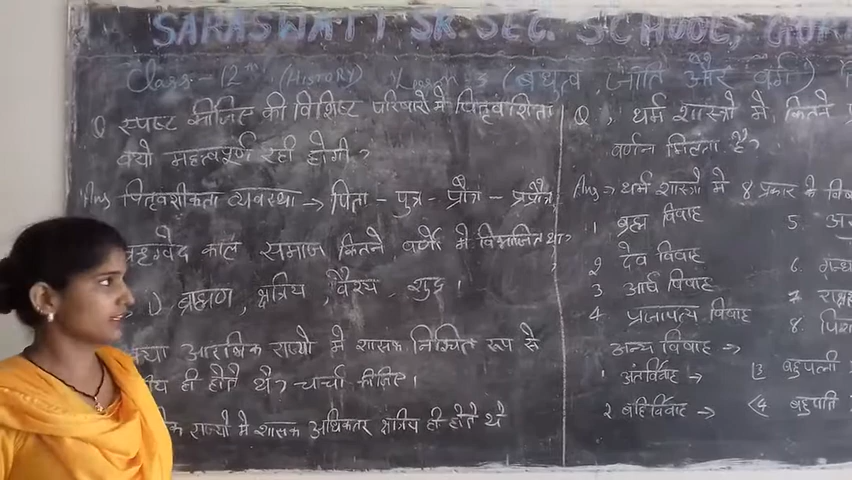 SARASWATI SR. SEC. SCHOOL,
Class - 12th (HISTORY) Lesson - 3 (बंधुत्व, जाति और वर्ग)
Q स्पष्ट कीजिए की विशिष्ट परिवारो मे पितृवंशिता
क्यो महत्वपूर्ण रही होगी?
Ans पितृवंशीकता व्यवस्था → पिता - पुत्र - प्रौत्र - प्रप्रौत्र
ऋग्वेद काल समाज कितने वर्णो मे विभाजित था?
1) ब्राह्मण, क्षत्रिय, वैश्य, शुद्र।
क्या आरंभिक राज्यो मे शासक निश्चित रूप से
ही होते थे? चर्चा कीजिए।
राज्यो मे शासक अधिकतर क्षत्रिय ही होते थे
Q, धर्म शास्त्रो मे कितने
वर्णन मिलता है?
Ans → धर्म शास्त्रो मे 8 प्रकार के
1 ब्रह्म विवाह
2 देव विवाह
3 आर्ष विवाह
4. प्रजापत्य विवाह
5.
6.
7
8.
अन्य विवाह →
1 अंतर्विवाह →
2 बहिर्विवाह →
[3 बहुपत्नी
<4 बहुपति